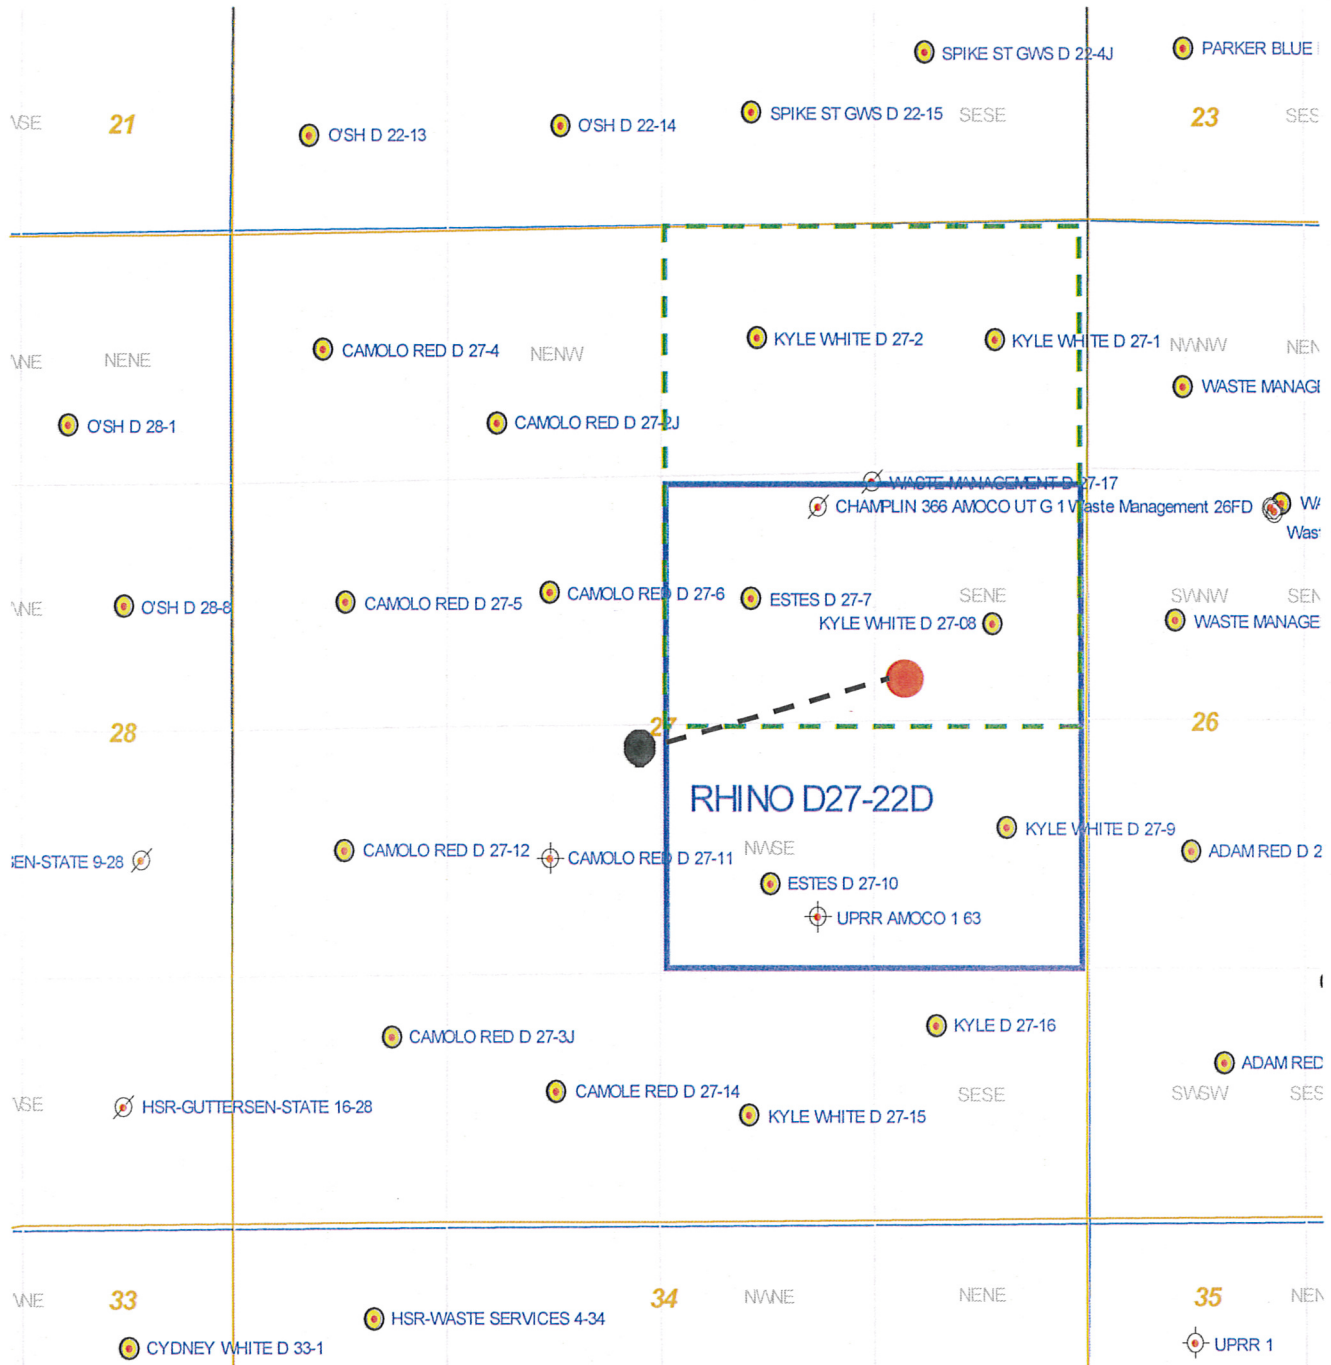 SPIKE ST GWS D 22-4J
PARKER BLUE
21
O'SH D 22-13
O'SH D 22-14
SPIKE ST GWS D 22-15
SESE
23
NENE
CAMOLO RED D 27-4
NENW
KYLE WHITE D 27-2
KYLE WHITE D 27-1
NWNW
O'SH D 28-1
CAMOLO RED D 27-2J
WASTE MANAGEMENT D 27-17
CHAMPLIN 366 AMOCO UT G 1
Waste Management 26FD
O'SH D 28-8
CAMOLO RED D 27-5
CAMOLO RED D 27-6
ESTES D 27-7
SENE
KYLE WHITE D 27-08
SWNW
28
27
26
RHINO D27-22D
KYLE WHITE D 27-9
EN-STATE 9-28
CAMOLO RED D 27-12
CAMOLO RED D 27-11
NWSE
ADAM RED D 2
ESTES D 27-10
UPRR AMOCO 1 63
CAMOLO RED D 27-3J
KYLE D 27-16
ADAM RED
HSR-GUTTERSEN-STATE 16-28
CAMOLE RED D 27-14
KYLE WHITE D 27-15
SESE
SWSW
33
34
NWNE
NENE
35
HSR-WASTE SERVICES 4-34
CYDNEY WHITE D 33-1
UPRR 1